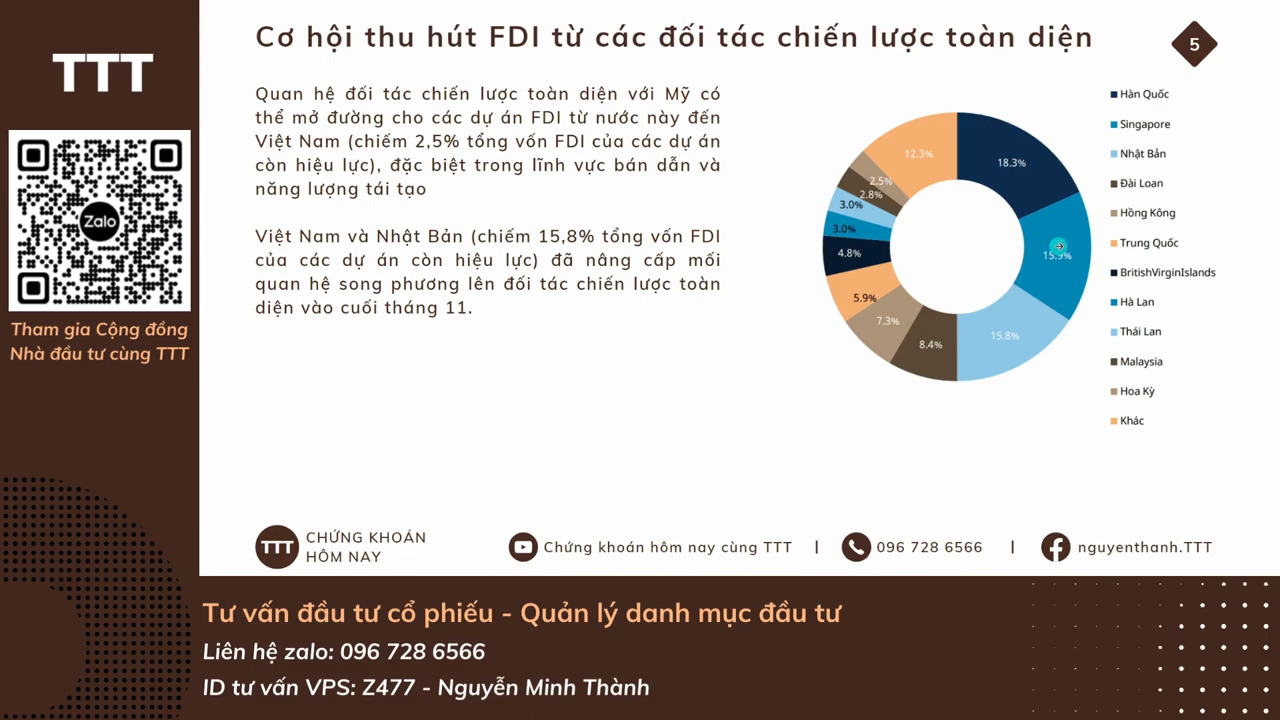 TTT
Zalo
Tham gia Cộng đồng
Nhà đầu tư cùng TTT
Cơ hội thu hút FDI từ các đối tác chiến lược toàn diện
5
Quan hệ đối tác chiến lược toàn diện với Mỹ có
thể mở đường cho các dự án FDI từ nước này đến
Việt Nam (chiếm 2,5% tổng vốn FDI của các dự án
còn hiệu lực), đặc biệt trong lĩnh vực bán dẫn và
năng lượng tái tạo
Việt Nam và Nhật Bản (chiếm 15,8% tổng vốn FDI
của các dự án còn hiệu lực) đã nâng cấp mối
quan hệ song phương lên đối tác chiến lược toàn
diện vào cuối tháng 11.
18.3%
15.8%
8.4%
7.3%
5.9%
4.8%
3.0%
3.0%
2.8%
2.5%
12.3%
Hàn Quốc
Singapore
Nhật Bản
Đài Loan
Hồng Kông
Trung Quốc
BritishVirginIslands
Hà Lan
Thái Lan
Malaysia
Hoa Kỳ
Khác
TTT
CHỨNG KHOÁN
HÔM NAY
Chứng khoán hôm nay cùng TTT | 096 728 6566 | nguyenthanh.TTT
Tư vấn đầu tư cổ phiếu - Quản lý danh mục đầu tư
Liên hệ zalo: 096 728 6566
ID tư vấn VPS: Z477 - Nguyễn Minh Thành